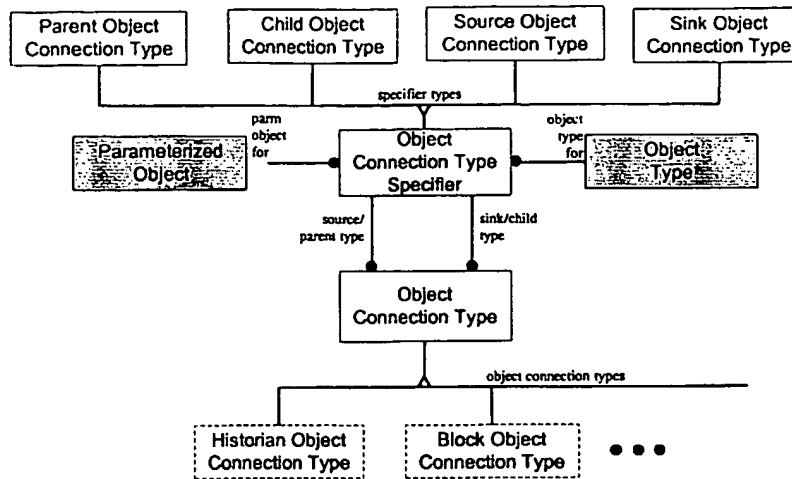 Parent Object
Connection Type
Child Object
Connection Type
Source Object
Connection Type
Sink Object
Connection Type
specifier types
parm
object
for
object
type
for
Parameterized
Object
Object
Connection Type
Specifier
Object
Type
source/
parent type
sink/child
type
Object
Connection Type
object connection types
Historian Object
Connection Type
Block Object
Connection Type